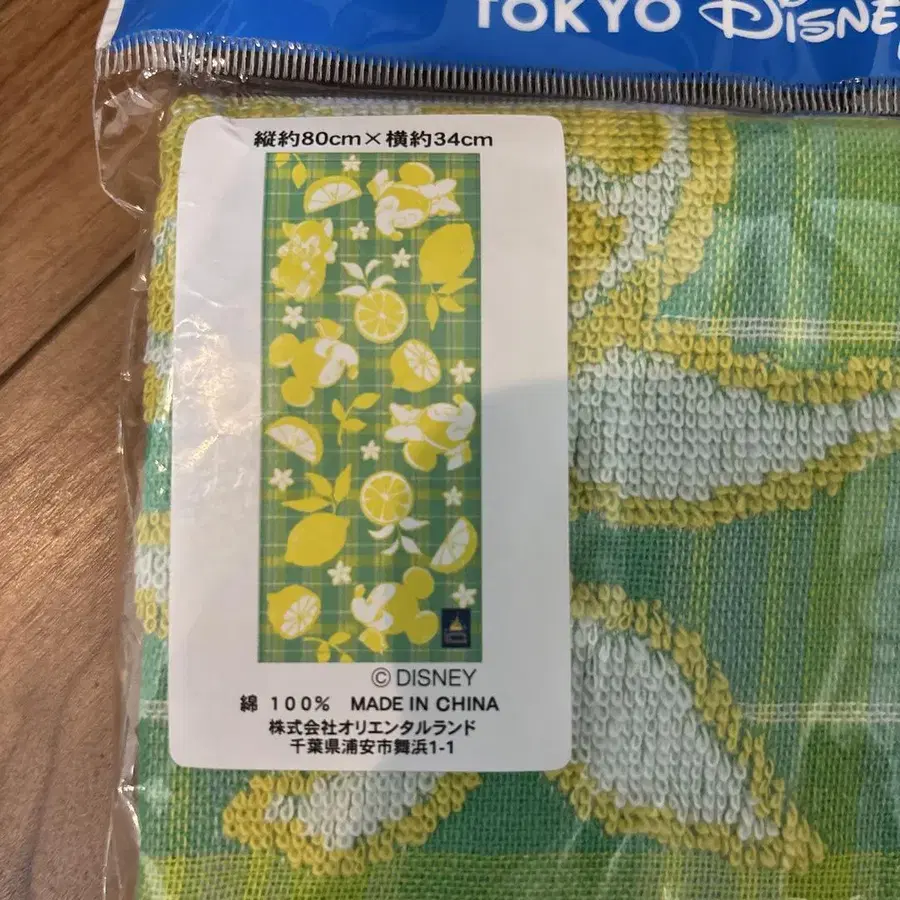 TOKYO DISNE
縦約80cm×横約34cm
© DISNEY
綿 100% MADE IN CHINA
株式会社オリエンタルランド
千葉県浦安市舞浜1-1